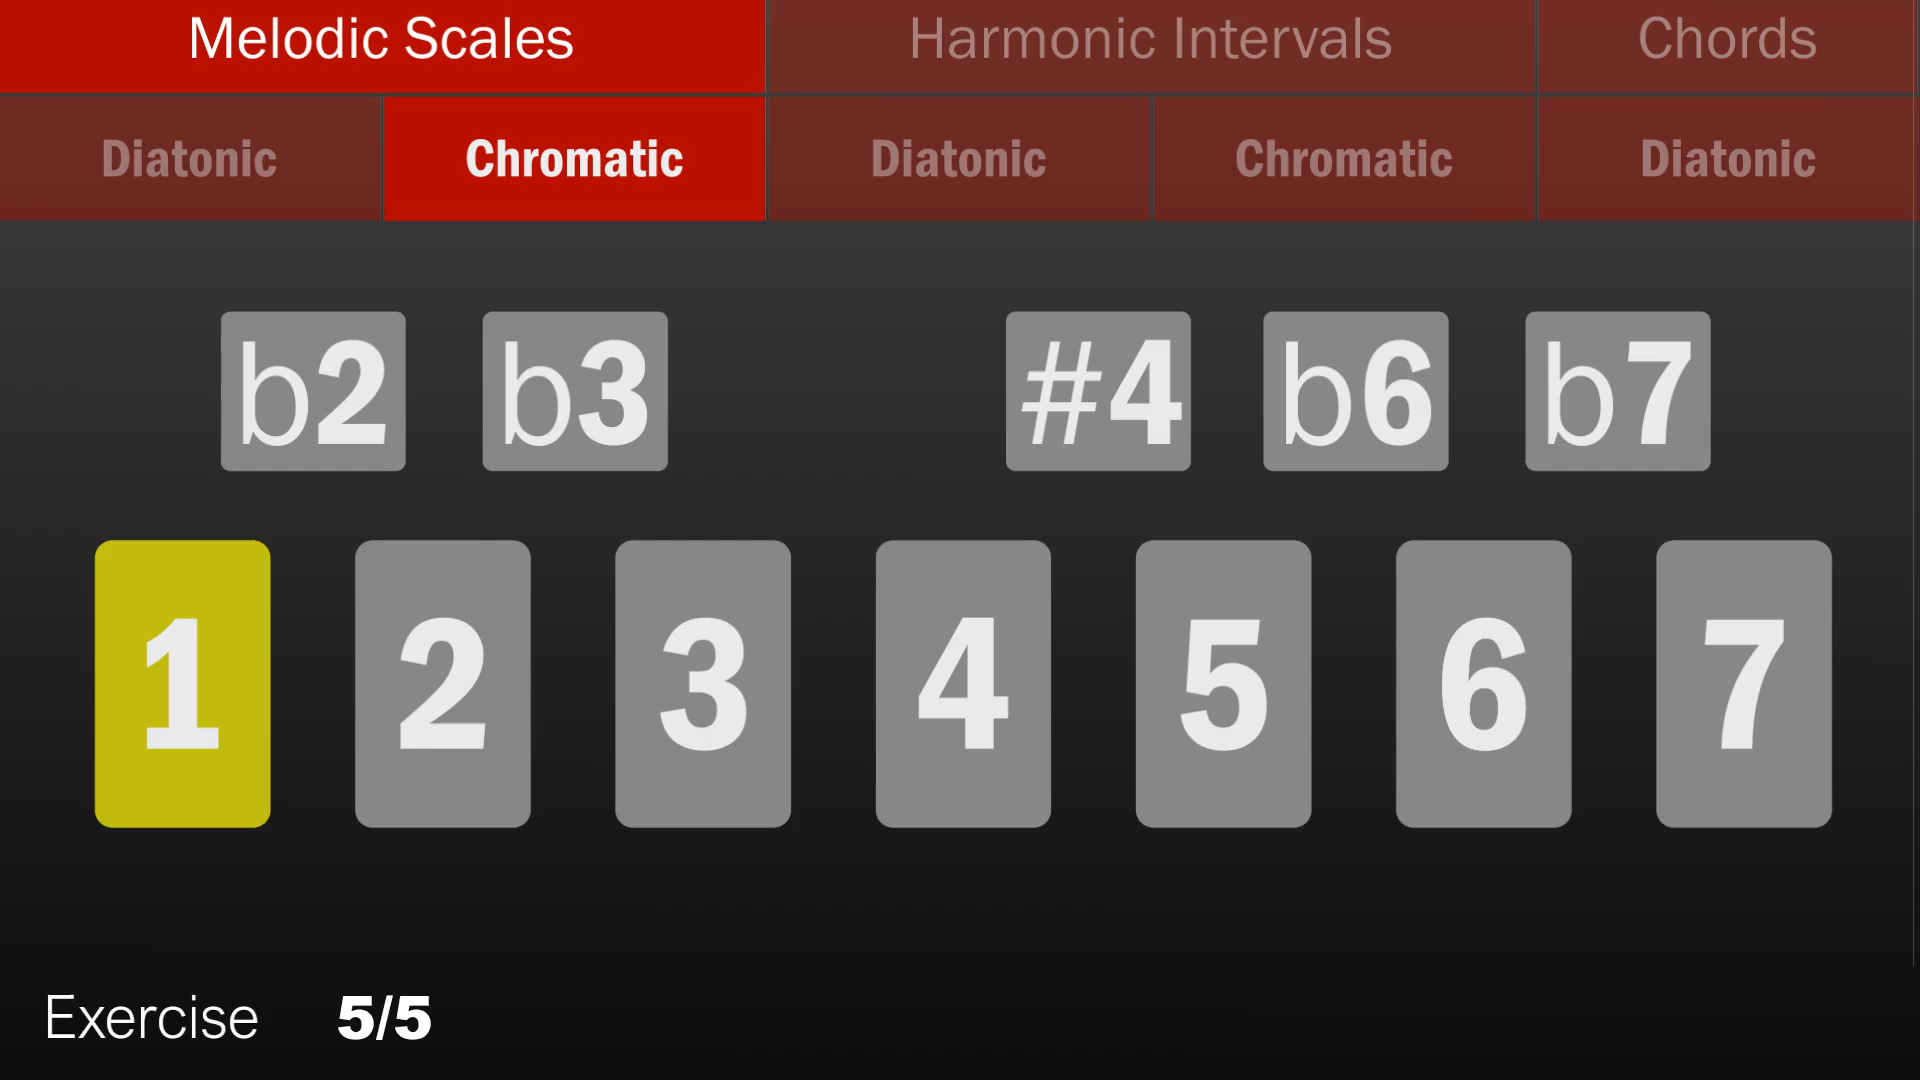 Melodic Scales Harmonic Intervals Chords
Diatonic Chromatic Diatonic Chromatic Diatonic
b2 b3 #4 b6 b7
1 2 3 4 5 6 7
Exercise 5/5